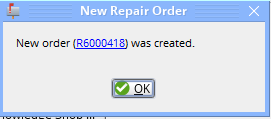 New Repair Order
New order (R6000418) was created.
OK